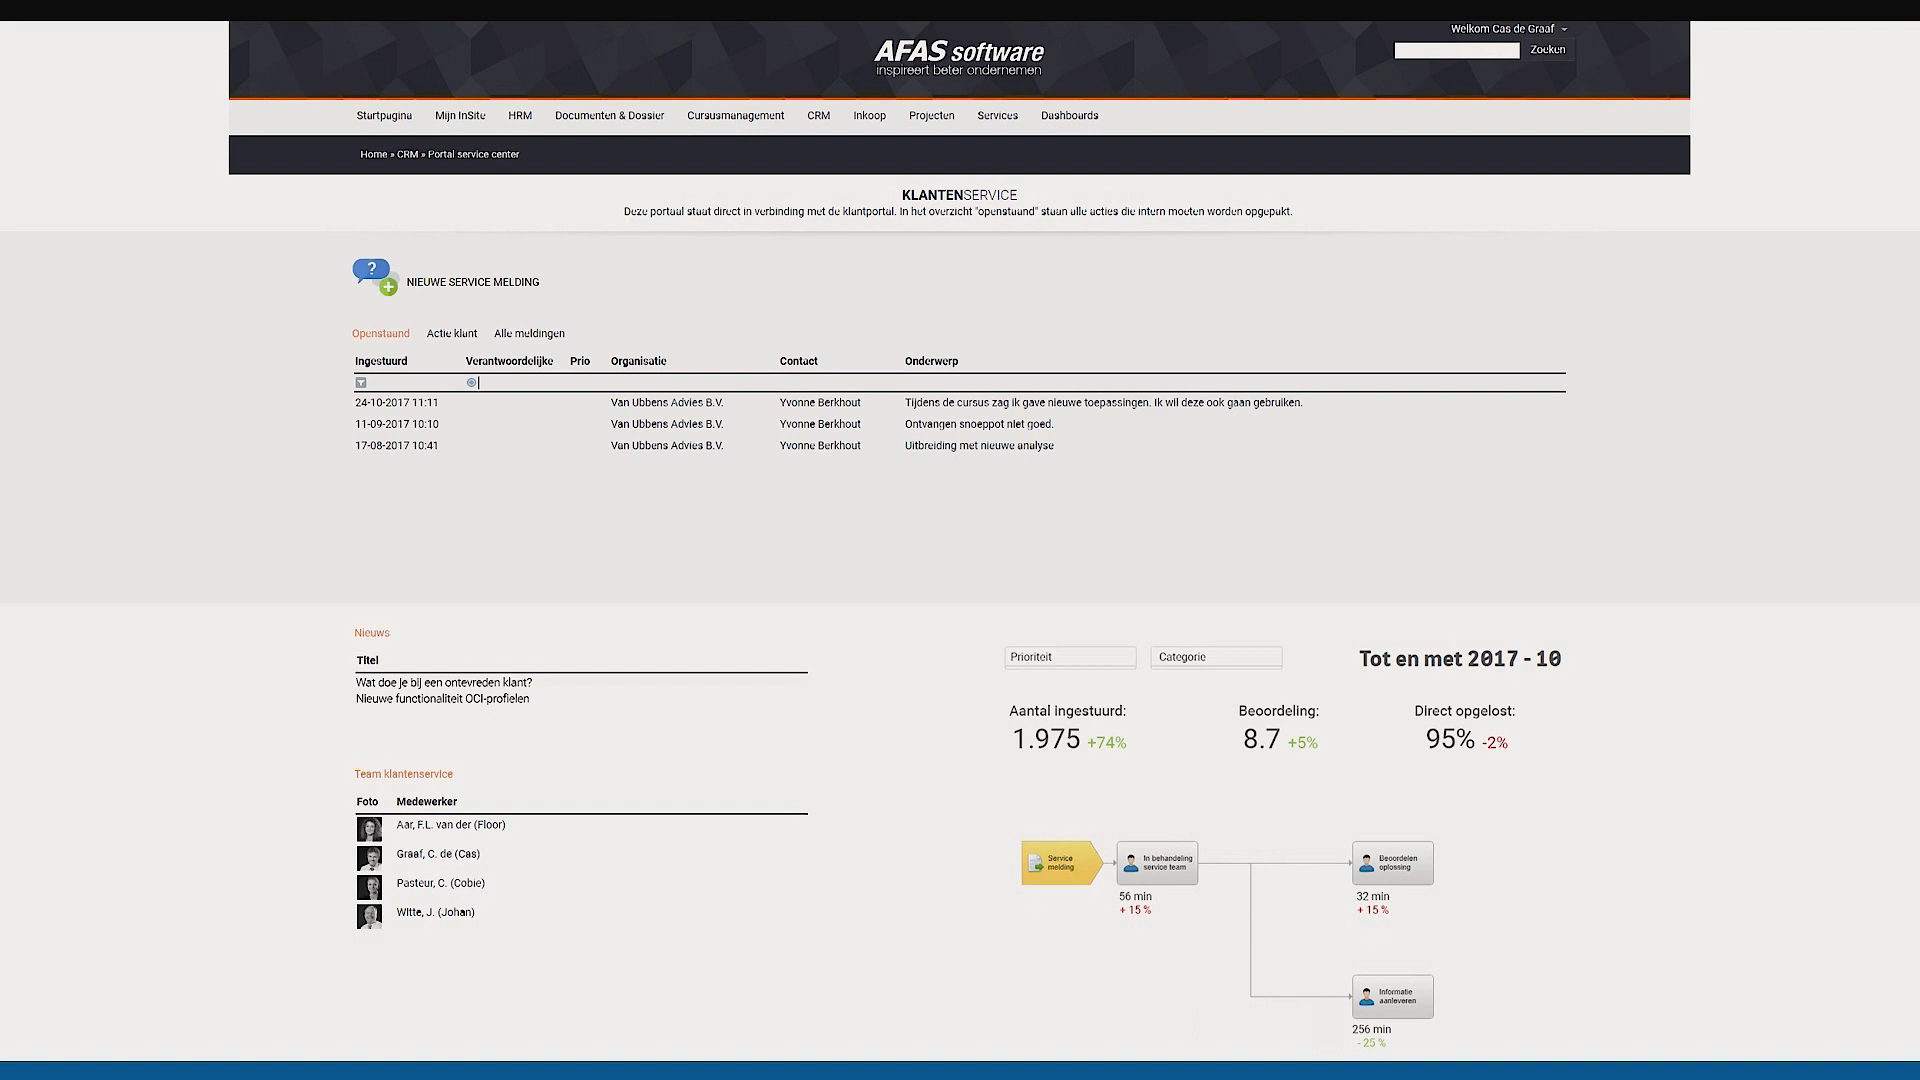 Welkom Cas de Graaf
AFAS software
inspireert beter ondernemen
Zoeken
Startpagina Mijn InSite HRM Documenten & Dossier Cursusmanagement CRM Inkoop Projecten Services Dashboards
Home » CRM » Portal service center
KLANTENSERVICE
Deze portaal staat direct in verbinding met de klantportal. In het overzicht "openstaand" staan alle acties die intern moeten worden opgepakt.
?
NIEUWE SERVICE MELDING
Openstaand Actie klant Alle meldingen
Ingestuurd Verantwoordelijke Prio Organisatie Contact Onderwerp
24-10-2017 11:11 Van Ubbens Advies B.V. Yvonne Berkhout Tijdens de cursus zag ik gave nieuwe toepassingen. Ik wil deze ook gaan gebruiken.
11-09-2017 10:10 Van Ubbens Advies B.V. Yvonne Berkhout Ontvangen snoeppot niet goed.
17-08-2017 10:41 Van Ubbens Advies B.V. Yvonne Berkhout Uitbreiding met nieuwe analyse
Nieuws
Titel
Wat doe je bij een ontevreden klant?
Nieuwe functionaliteit OCI-profielen
Team klantenservice
Foto Medewerker
Aar, F.L. van der (Floor)
Graaf, C. de (Cas)
Pasteur, C. (Cobie)
Witte, J. (Johan)
Prioriteit Categorie Tot en met 2017 - 10
Aantal ingestuurd: Beoordeling: Direct opgelost:
1.975 +74% 8.7 +5% 95% -2%
Service
melding
In behandeling
service team
56 min
+ 15 %
Beoordelen
oplossing
32 min
+ 15 %
Informatie
aanleveren
256 min
- 25 %